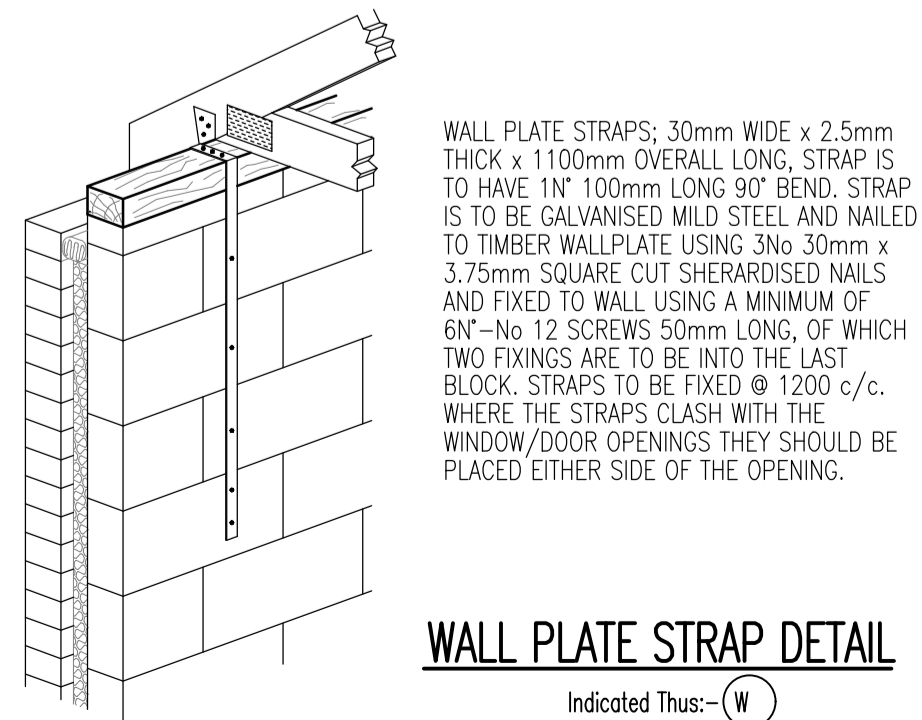 WALL PLATE STRAPS; 30mm WIDE x 2.5mm
THICK x 1100mm OVERALL LONG, STRAP IS
TO HAVE 1N° 100mm LONG 90° BEND. STRAP
IS TO BE GALVANISED MILD STEEL AND NAILED
TO TIMBER WALLPLATE USING 3No 30mm x
3.75mm SQUARE CUT SHERARDISED NAILS
AND FIXED TO WALL USING A MINIMUM OF
6N°-No 12 SCREWS 50mm LONG, OF WHICH
TWO FIXINGS ARE TO BE INTO THE LAST
BLOCK. STRAPS TO BE FIXED @ 1200 c/c.
WHERE THE STRAPS CLASH WITH THE
WINDOW/DOOR OPENINGS THEY SHOULD BE
PLACED EITHER SIDE OF THE OPENING.
WALL PLATE STRAP DETAIL
Indicated Thus:- W